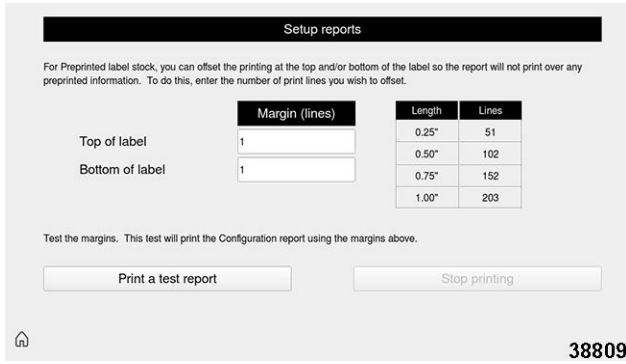 Setup reports
For Preprinted label stock, you can offset the printing at the top and/or bottom of the label so the report will not print over any
preprinted information. To do this, enter the number of print lines you wish to offset.
Margin (lines)
Top of label 1
Bottom of label 1
Length Lines
0.25" 51
0.50" 102
0.75" 152
1.00" 203
Test the margins. This test will print the Configuration report using the margins above.
Print a test report Stop printing
38809